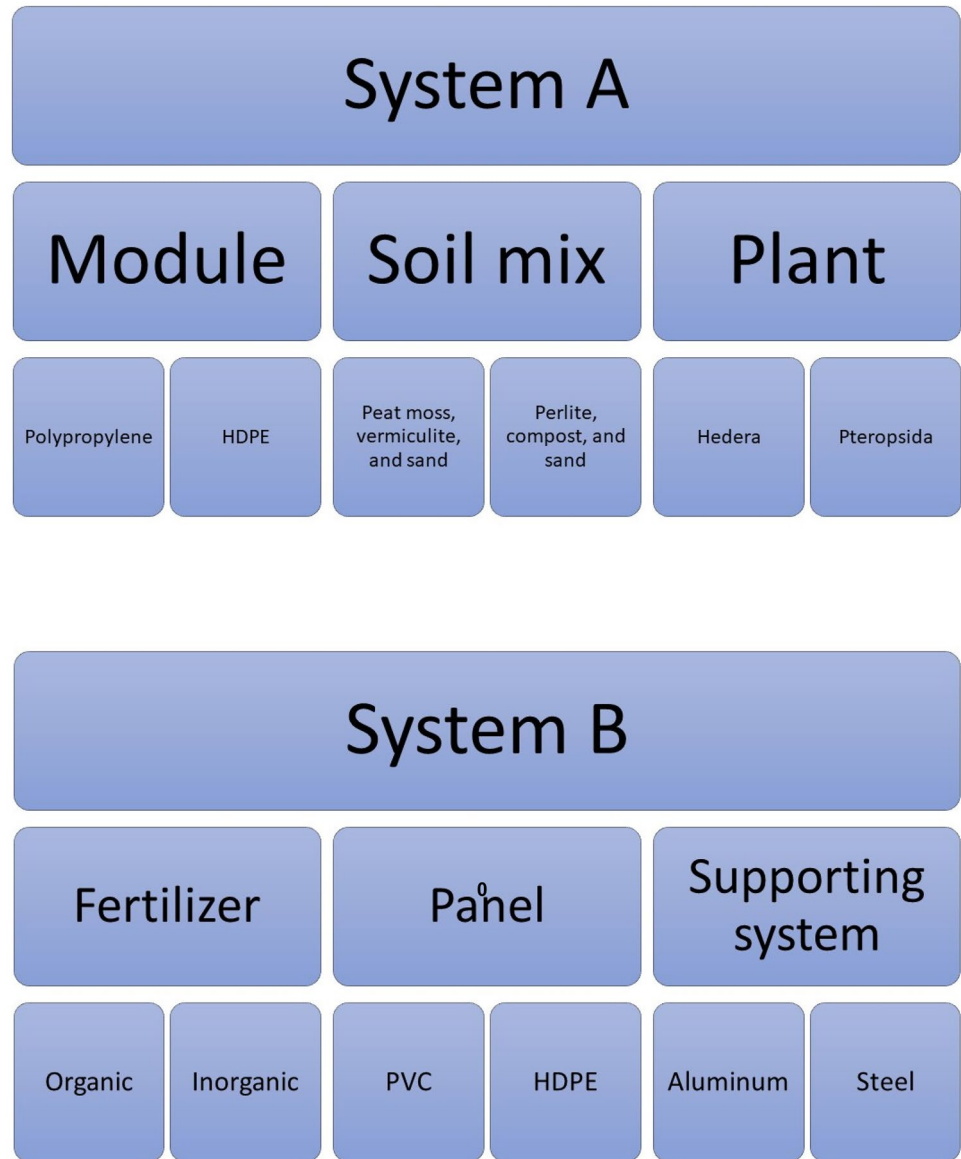 System A
Module
Soil mix
Plant
Polypropylene
HDPE
Peat moss,
vermiculite,
and sand
Perlite,
compost, and
sand
Hedera
Pteropsida
System B
Fertilizer
Panel
0
Supporting
system
Organic
Inorganic
PVC
HDPE
Aluminum
Steel